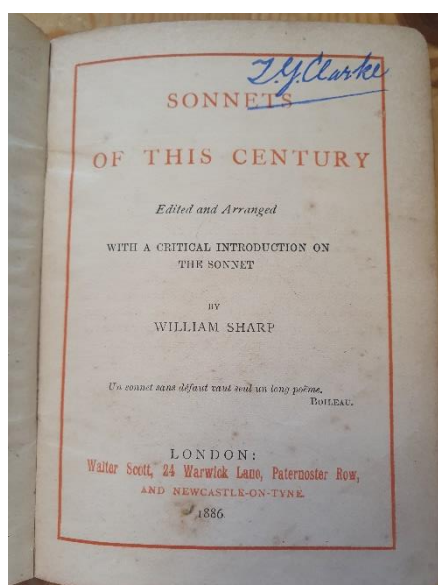 T.G. Clarke
SONNETS
OF THIS CENTURY
Edited and Arranged
WITH A CRITICAL INTRODUCTION ON
THE SONNET
BY
WILLIAM SHARP
Un sonnet sans défaut vaut seul un long poème.
BOILEAU.
LONDON:
Walter Scott, 24 Warwick Lane, Paternoster Row,
AND NEWCASTLE-ON-TYNE.
1886